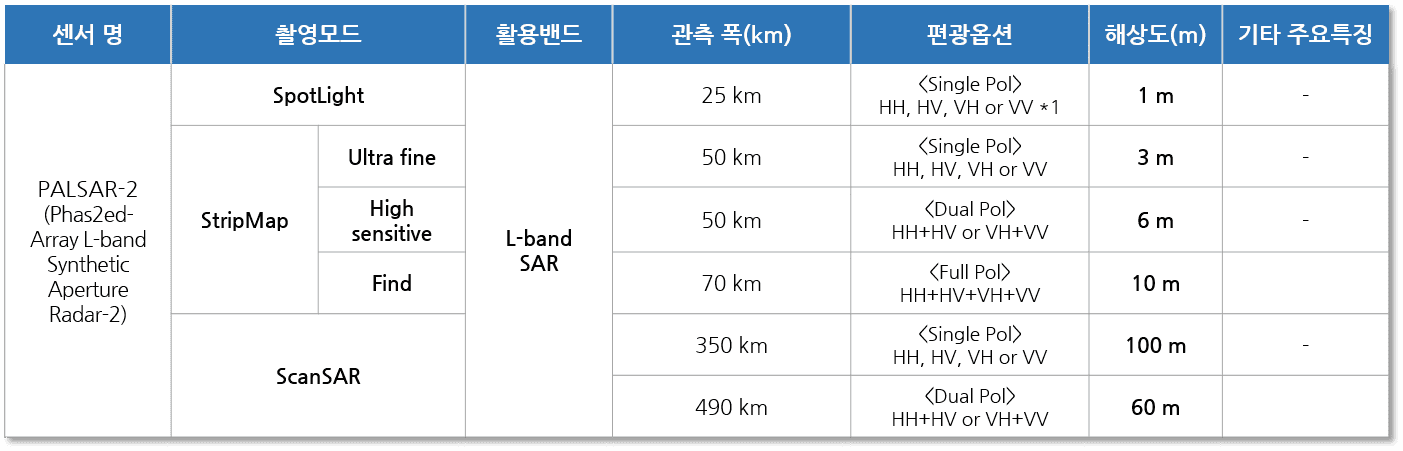 센서 명 촬영모드 활용밴드 관측 폭(km) 편광옵션 해상도(m) 기타 주요특징
PALSAR-2
(Phas2ed-
Array L-band
Synthetic
Aperture
Radar-2)
SpotLight
L-band
SAR
25 km
<Single Pol>
HH, HV, VH or VV *1
1 m
-
StripMap
Ultra fine
50 km
<Single Pol>
HH, HV, VH or VV
3 m
-
High
sensitive
50 km
<Dual Pol>
HH+HV or VH+VV
6 m
-
Find
70 km
<Full Pol>
HH+HV+VH+VV
10 m
ScanSAR
350 km
<Single Pol>
HH, HV, VH or VV
100 m
-
490 km
<Dual Pol>
HH+HV or VH+VV
60 m